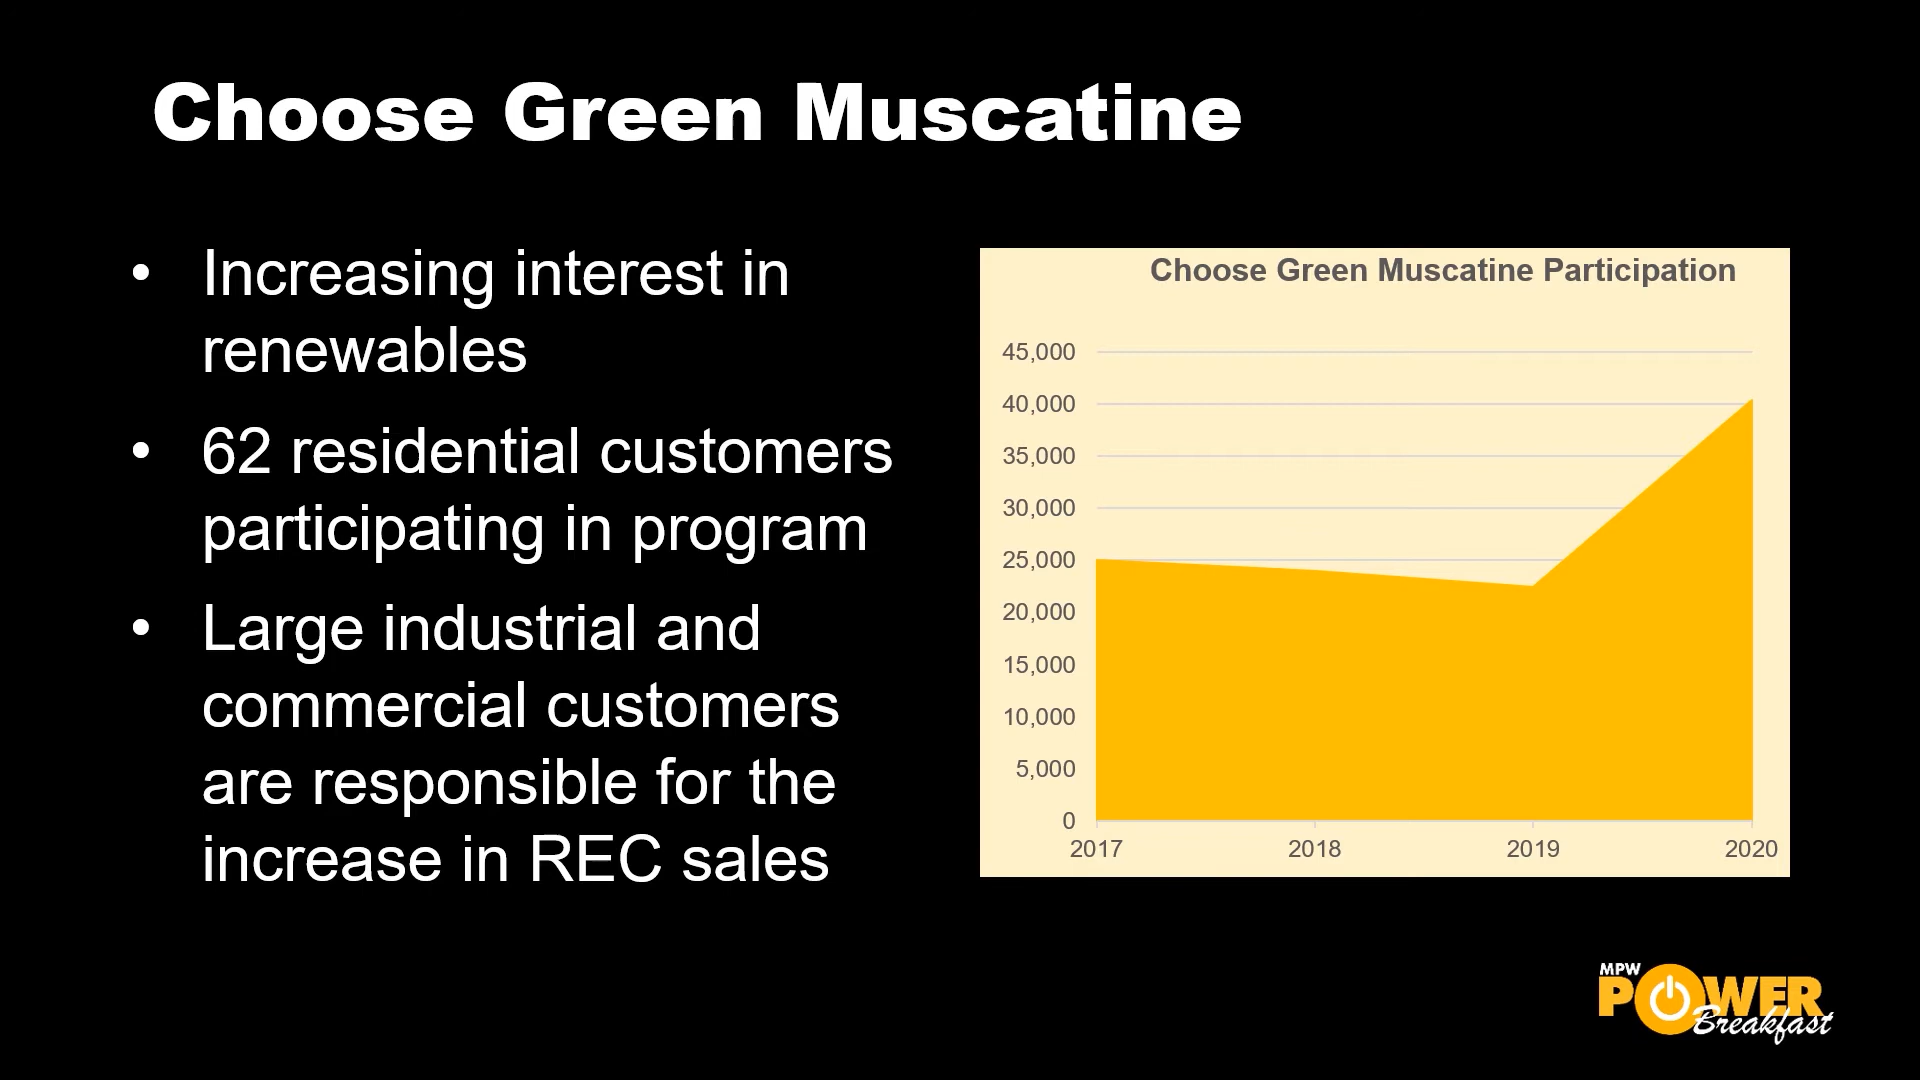 Choose Green Muscatine
• Increasing interest in
renewables
• 62 residential customers
participating in program
• Large industrial and
commercial customers
are responsible for the
increase in REC sales
Choose Green Muscatine Participation
45,000
40,000
35,000
30,000
25,000
20,000
15,000
10,000
5,000
0
2017 2018 2019 2020
MPW
POWER
Breakfast